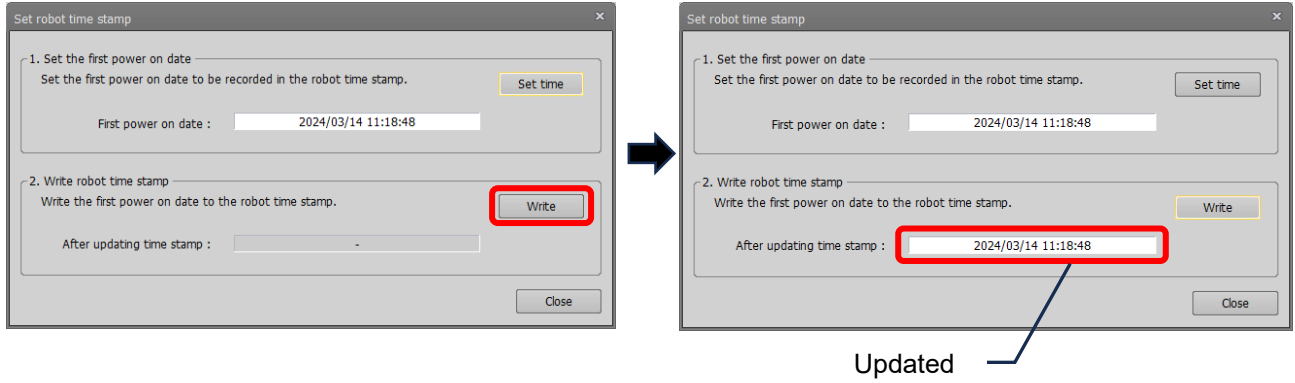 Set robot time stamp ×
1. Set the first power on date
Set the first power on date to be recorded in the robot time stamp.
Set time
First power on date : 2024/03/14 11:18:48
2. Write robot time stamp
Write the first power on date to the robot time stamp.
Write
After updating time stamp : -
Close
Set robot time stamp ×
1. Set the first power on date
Set the first power on date to be recorded in the robot time stamp.
Set time
First power on date : 2024/03/14 11:18:48
2. Write robot time stamp
Write the first power on date to the robot time stamp.
Write
After updating time stamp : 2024/03/14 11:18:48
Close
Updated